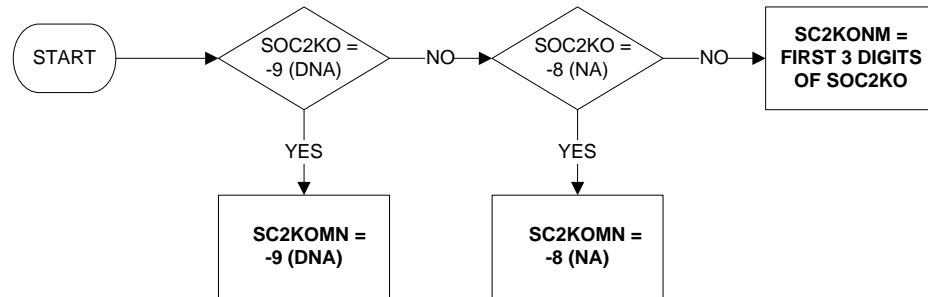 START
SOC2KO =
-9 (DNA)
NO
SOC2KO =
-8 (NA)
NO
SC2KONM =
FIRST 3 DIGITS
OF SOC2KO
YES
YES
SC2KOMN =
-9 (DNA)
SC2KOMN =
-8 (NA)